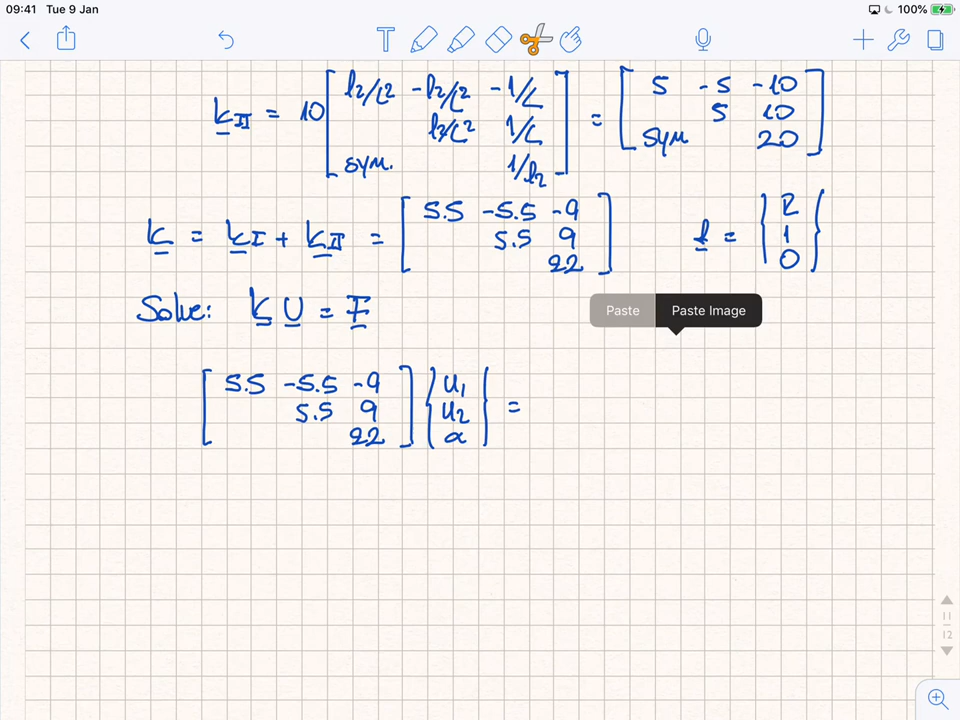 09:41 Tue 9 Jan 100%
T
k_II = 10 [ l2/L² -l2/L² -1/L ; l2/L² 1/L ; sym. 1/l2 ] = [ 5 -5 -10 ; 5 10 ; sym 20 ]
k = k_I + k_II = [ 5.5 -5.5 -9 ; 5.5 9 ; 22 ] f = { R ; 1 ; 0 }
Solve: k U = F
Paste Paste Image
[ 5.5 -5.5 -9 ; 5.5 9 ; 22 ] { u1 ; u2 ; α } =
11
12